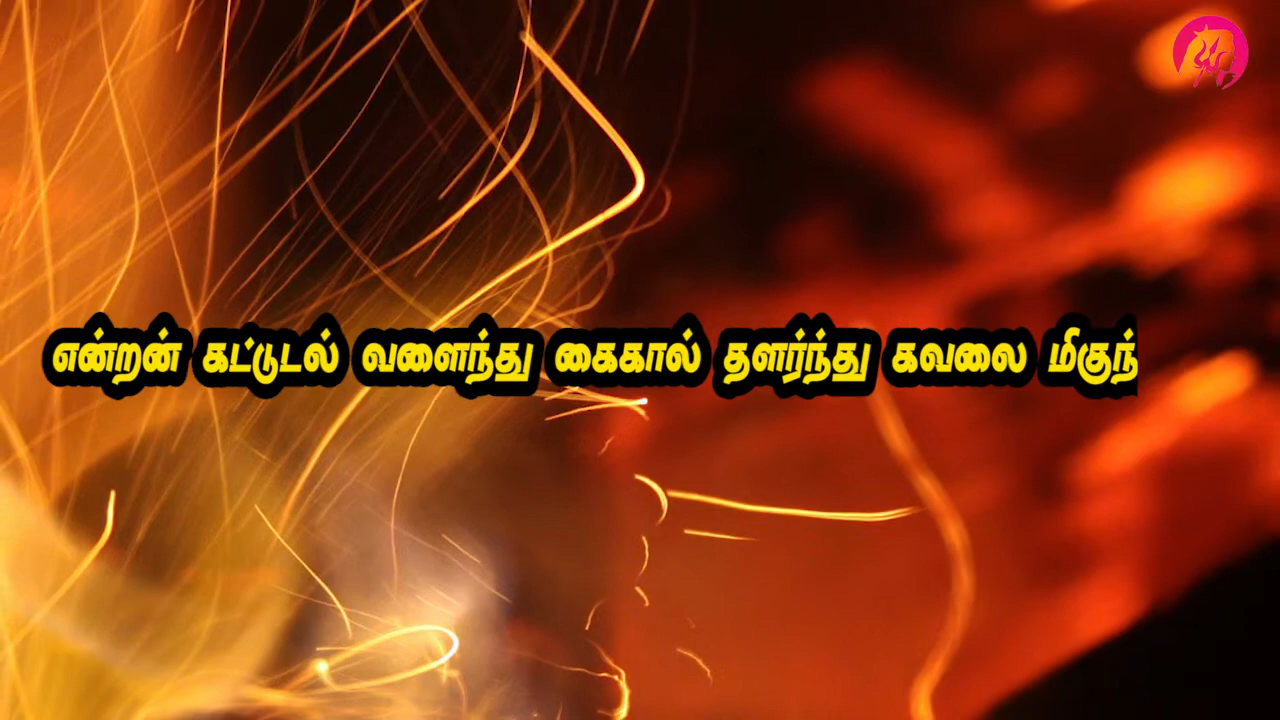 என்றன் கட்டுடல் வளைந்து கைகால் தளர்ந்து கவலை மிகுந்